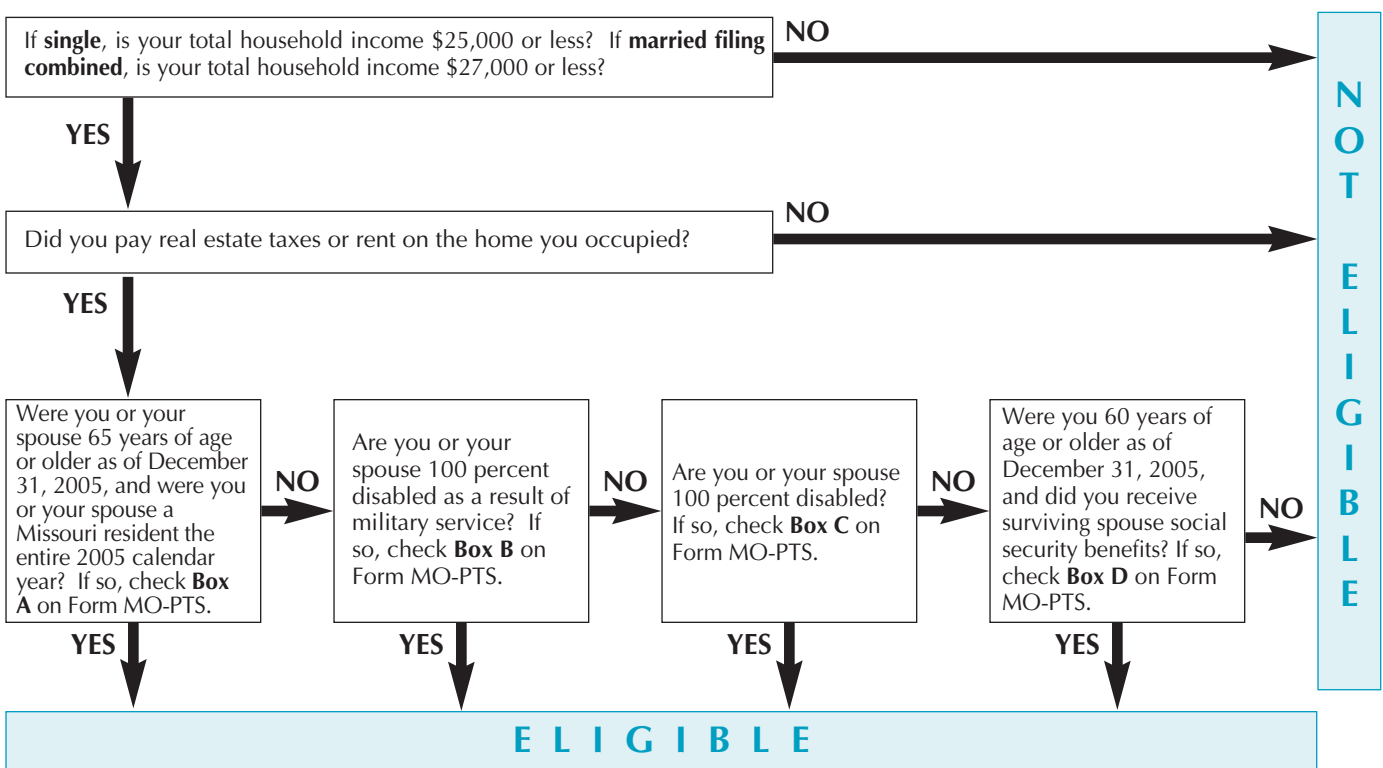 If single, is your total household income $25,000 or less? If married filing
combined, is your total household income $27,000 or less?
NO
YES
Did you pay real estate taxes or rent on the home you occupied?
NO
YES
Were you or your
spouse 65 years of age
or older as of December
31, 2005, and were you
or your spouse a
Missouri resident the
entire 2005 calendar
year? If so, check Box
A on Form MO-PTS.
NO
YES
Are you or your
spouse 100 percent
disabled as a result of
military service? If
so, check Box B on
Form MO-PTS.
NO
YES
Are you or your spouse
100 percent disabled?
If so, check Box C on
Form MO-PTS.
NO
YES
Were you 60 years of
age or older as of
December 31, 2005,
and did you receive
surviving spouse social
security benefits? If so,
check Box D on Form
MO-PTS.
NO
YES
NOT ELIGIBLE
ELIGIBLE